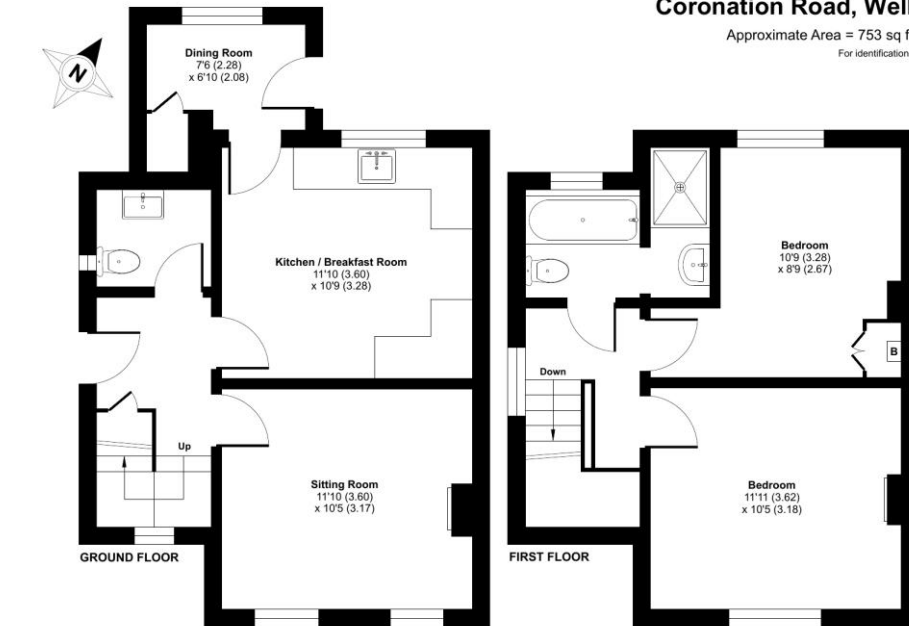 Coronation Road,
Approximate Area = 753 sq
For identification
N
Dining Room
7'6 (2.28)
x 6'10 (2.08)
Kitchen / Breakfast Room
11'10 (3.60)
x 10'9 (3.28)
Up
Sitting Room
11'10 (3.60)
x 10'5 (3.17)
GROUND FLOOR
Bedroom
10'9 (3.28)
x 8'9 (2.67)
B
Down
Bedroom
11'11 (3.62)
x 10'5 (3.18)
FIRST FLOOR